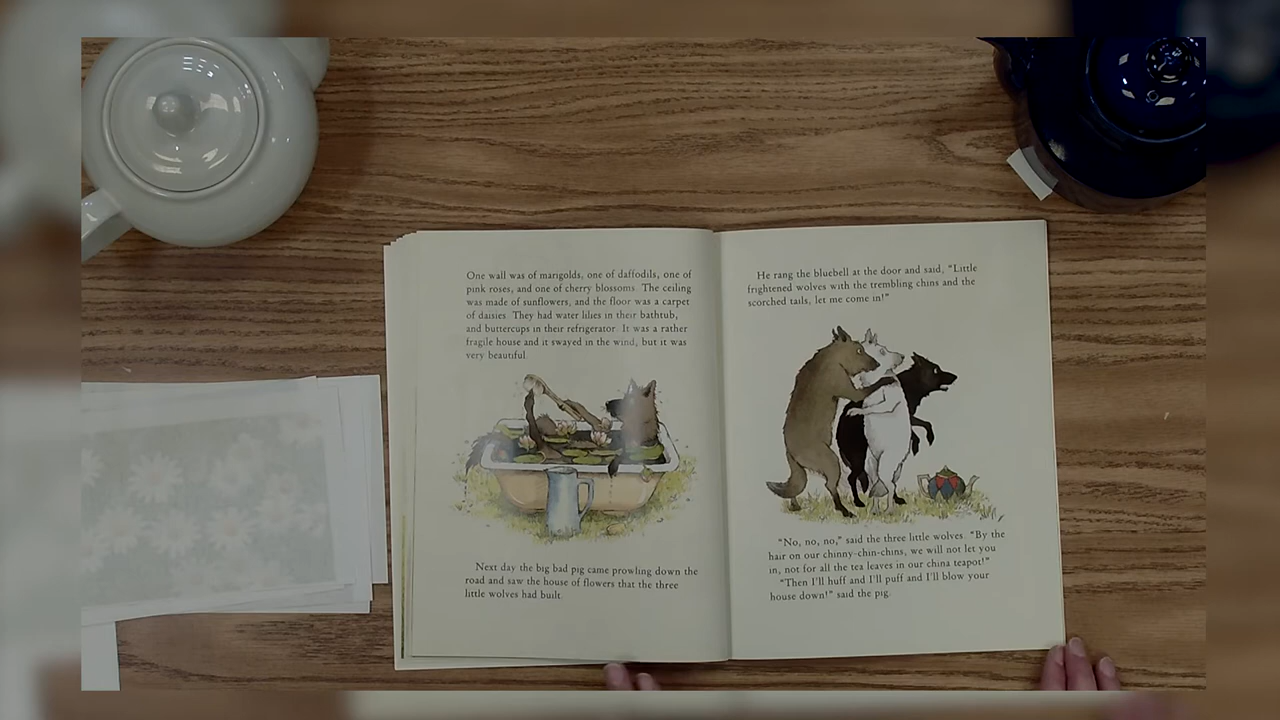 One wall was of marigolds, one of daffodils, one of
pink roses, and one of cherry blossoms. The ceiling
was made of sunflowers, and the floor was a carpet
of daisies. They had water lilies in their bathtub,
and buttercups in their refrigerator. It was a rather
fragile house and it swayed in the wind, but it was
very beautiful.
Next day the big bad pig came prowling down the
road and saw the house of flowers that the three
little wolves had built.
He rang the bluebell at the door and said, "Little
frightened wolves with the trembling chins and the
scorched tails, let me come in!"
"No, no, no," said the three little wolves. "By the
hair on our chinny-chin-chins, we will not let you
in, not for all the tea leaves in our china teapot!"
"Then I'll huff and I'll puff and I'll blow your
house down!" said the pig.